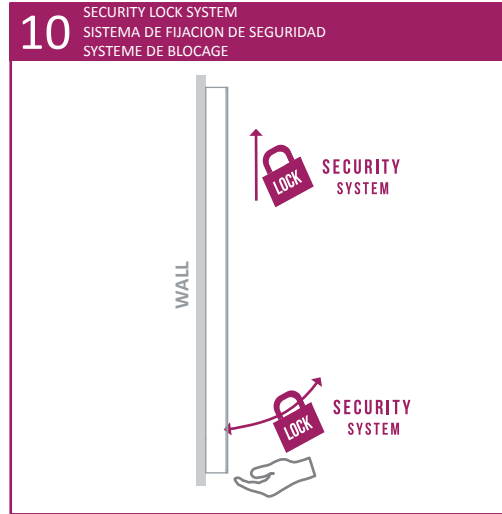 10
SECURITY LOCK SYSTEM
SISTEMA DE FIJACION DE SEGURIDAD
SYSTEME DE BLOCAGE
LOCK
SECURITY
SYSTEM
WALL
LOCK
SECURITY
SYSTEM